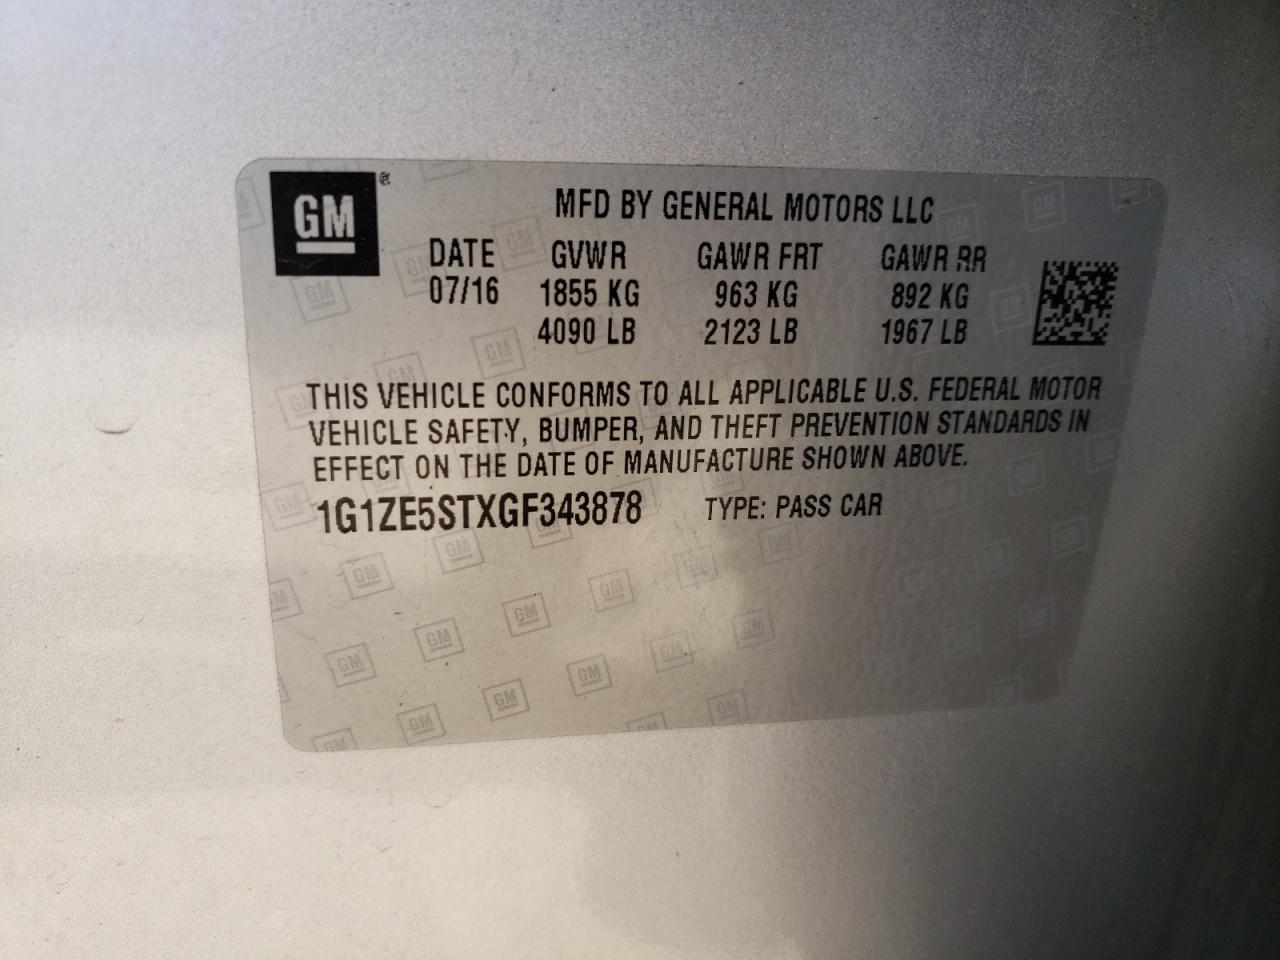 GM ®
MFD BY GENERAL MOTORS LLC
DATE GVWR GAWR FRT GAWR RR
07/16 1855 KG 963 KG 892 KG
4090 LB 2123 LB 1967 LB
THIS VEHICLE CONFORMS TO ALL APPLICABLE U.S. FEDERAL MOTOR
VEHICLE SAFETY, BUMPER, AND THEFT PREVENTION STANDARDS IN
EFFECT ON THE DATE OF MANUFACTURE SHOWN ABOVE.
1G1ZE5STXGF343878 TYPE: PASS CAR